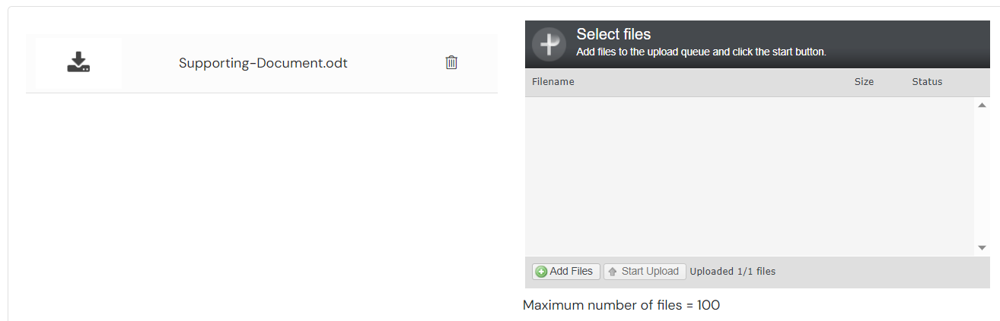 Supporting-Document.odt
Select files
Add files to the upload queue and click the start button.
Filename Size Status
Add Files Start Upload Uploaded 1/1 files
Maximum number of files = 100